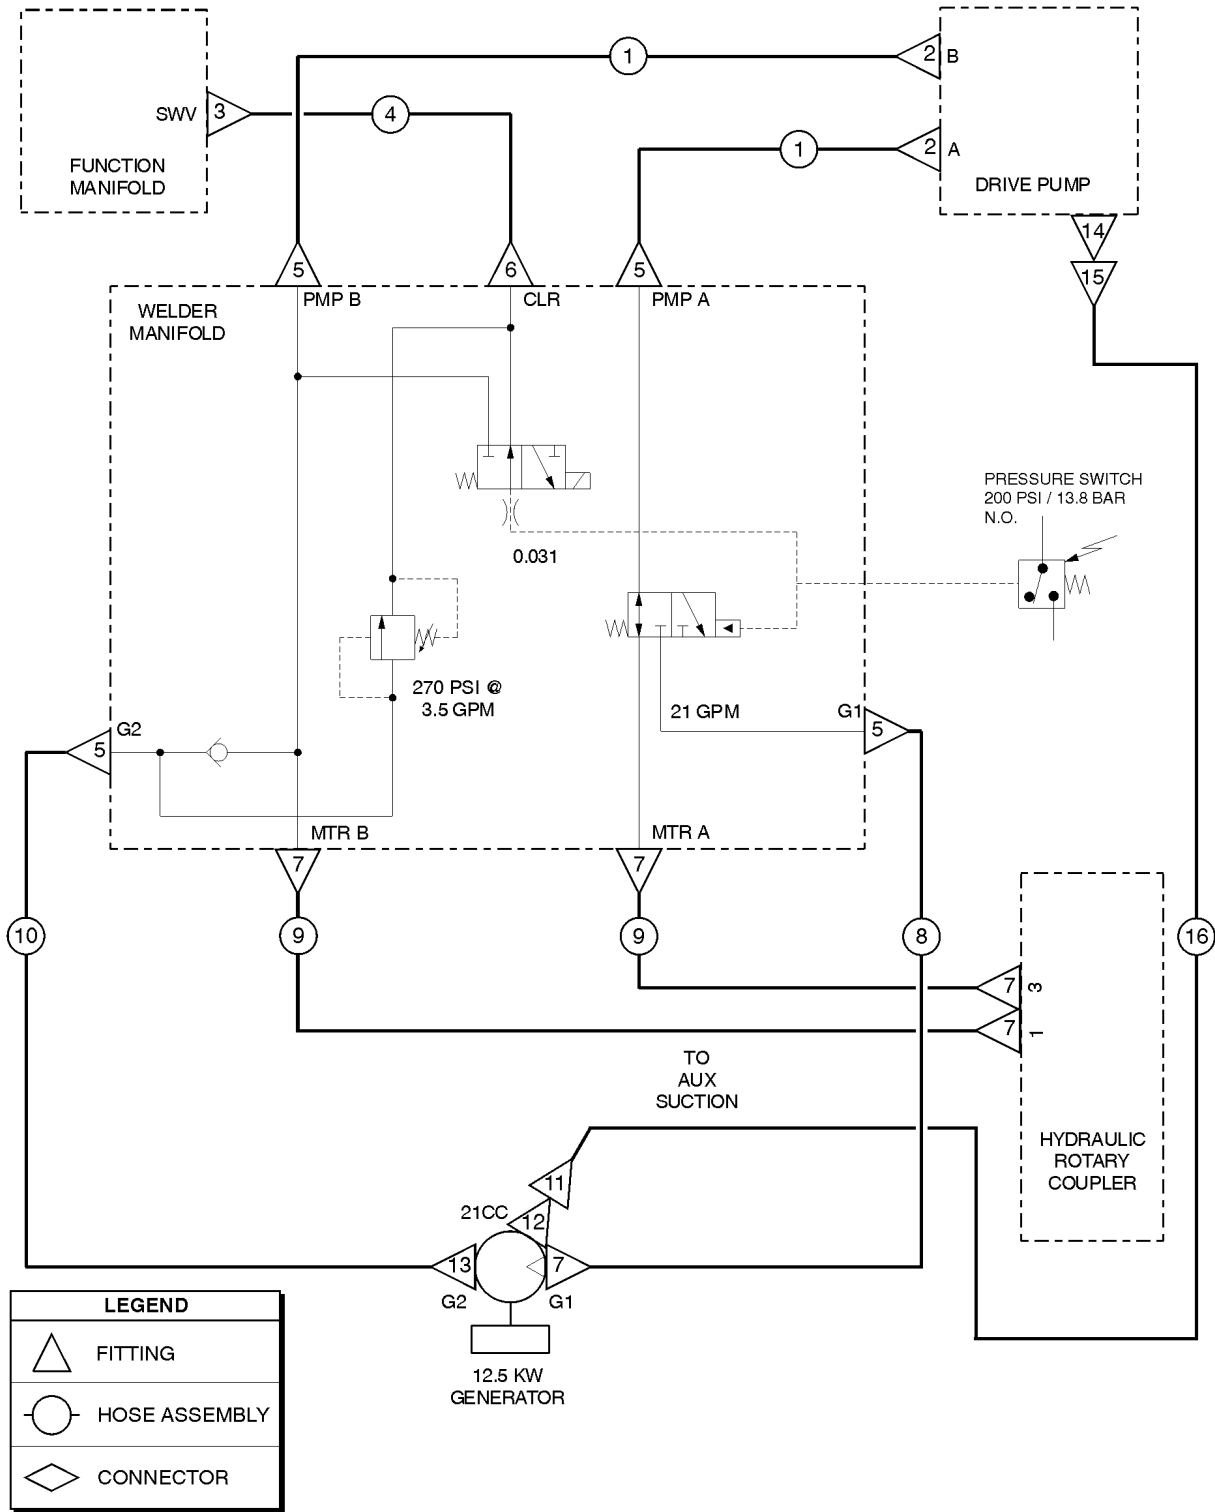 1
2 B
SWV 3
4
FUNCTION
MANIFOLD
1
2 A
DRIVE PUMP
14
15
5
6
5
PMP B
CLR
PMP A
WELDER
MANIFOLD
PRESSURE SWITCH
200 PSI / 13.8 BAR
N.O.
0.031
270 PSI @
3.5 GPM
21 GPM
G1
5
G2
5
MTR B
MTR A
7
7
10
9
9
8
16
7 3
7 1
TO
AUX
SUCTION
HYDRAULIC
ROTARY
COUPLER
11
21CC
12
13
7
G2
G1
12.5 KW
GENERATOR
LEGEND
FITTING
HOSE ASSEMBLY
CONNECTOR